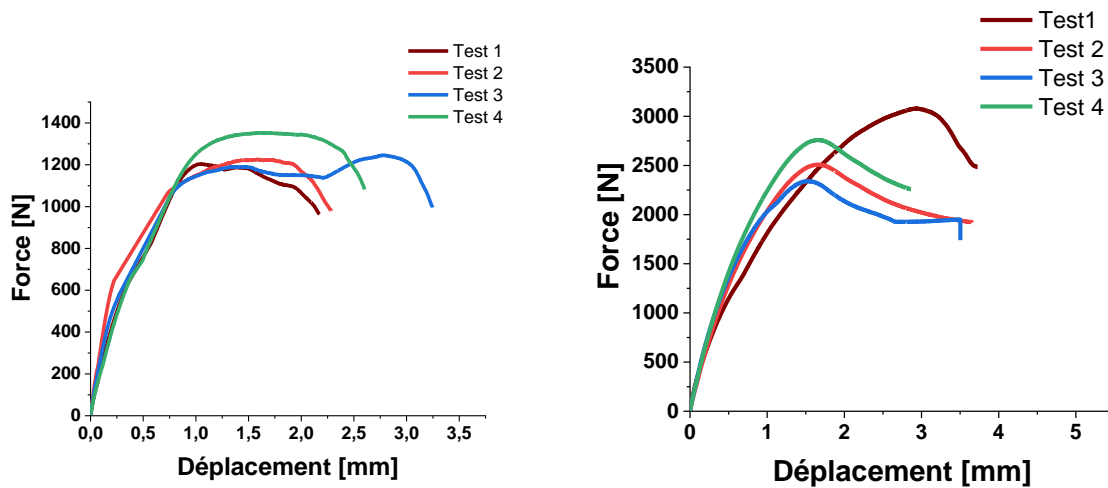 Test 1
Test 2
Test 3
Test 4
1400
1200
1000
800
600
400
200
0
0,0 0,5 1,0 1,5 2,0 2,5 3,0 3,5
Force [N]
Déplacement [mm]
Test1
Test 2
Test 3
Test 4
3500
3000
2500
2000
1500
1000
500
0
0 1 2 3 4 5
Force [N]
Déplacement [mm]